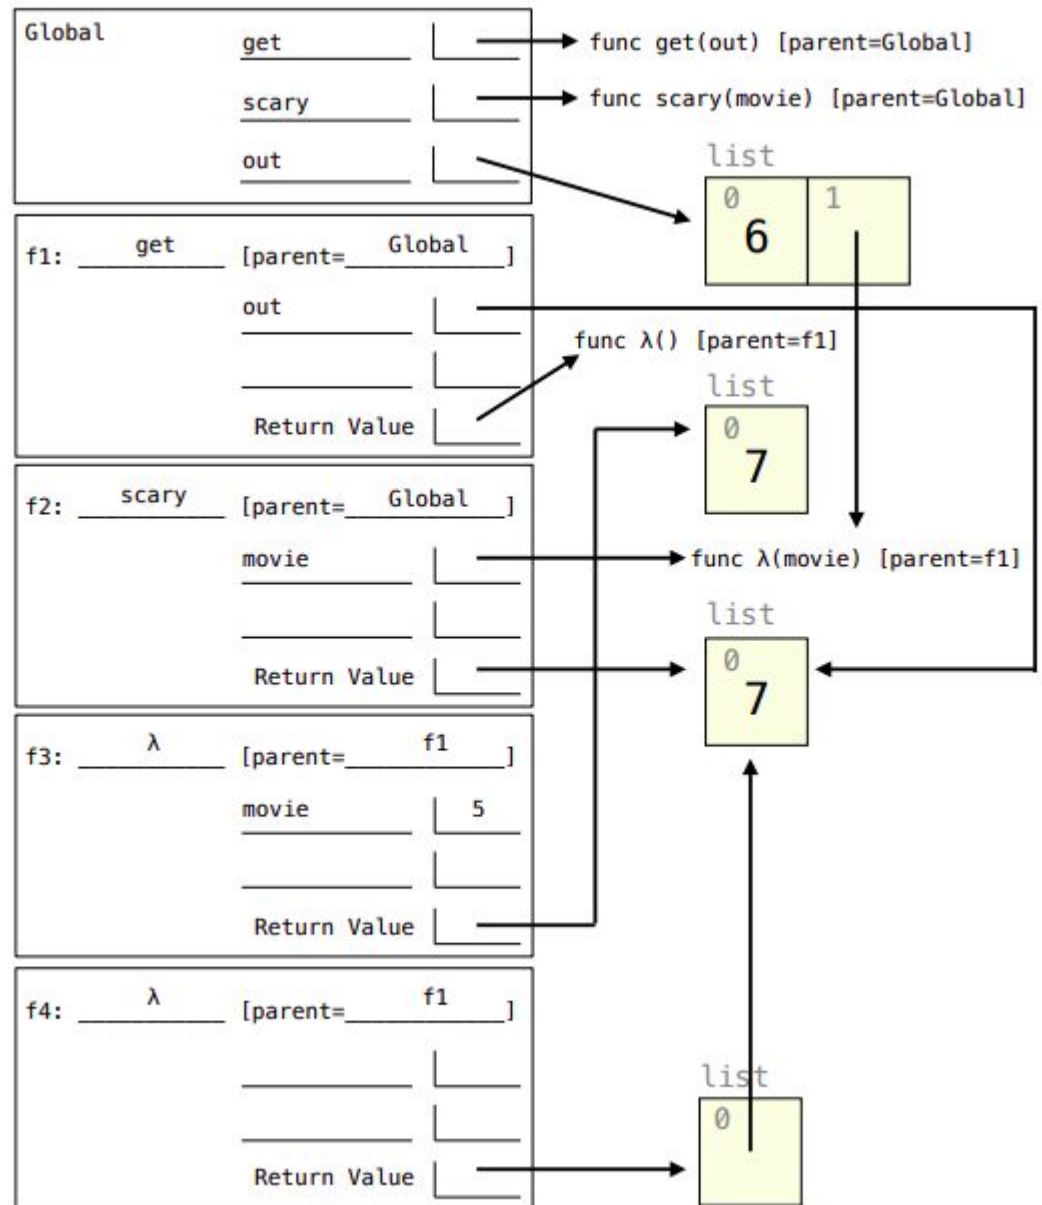 Global
get
func get(out) [parent=Global]
scary
func scary(movie) [parent=Global]
out
list
0 1
6
f1: get [parent=Global]
out
func λ() [parent=f1]
list
Return Value
0
7
f2: scary [parent=Global]
movie
func λ(movie) [parent=f1]
list
Return Value
0
7
f3: λ [parent=f1]
movie 5
Return Value
f4: λ [parent=f1]
list
0
Return Value